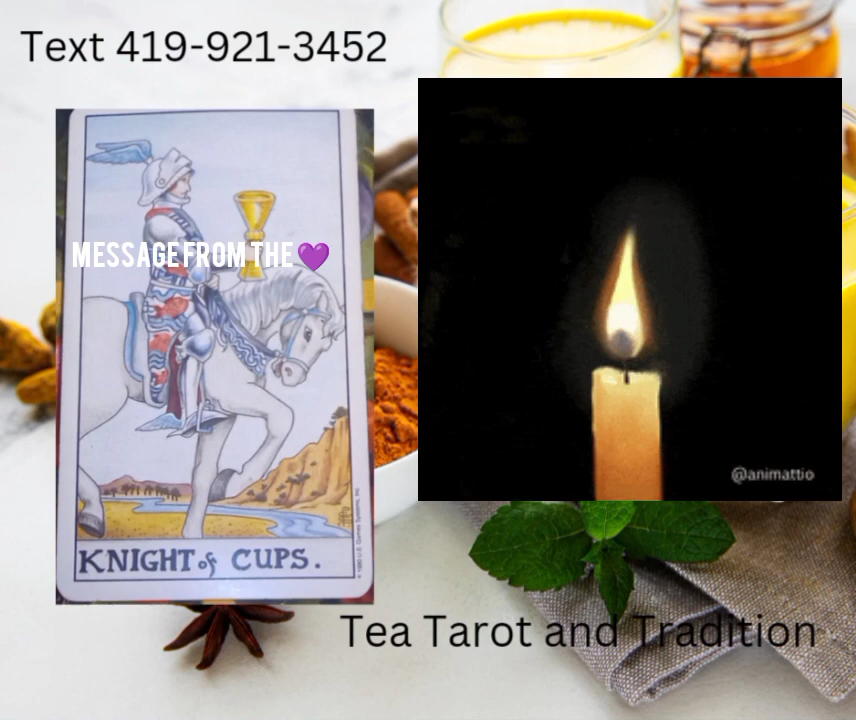 Text 419-921-3452
MESSAGE FROM THE 💜
KNIGHT of CUPS.
@animattio
Tea Tarot and Tradition